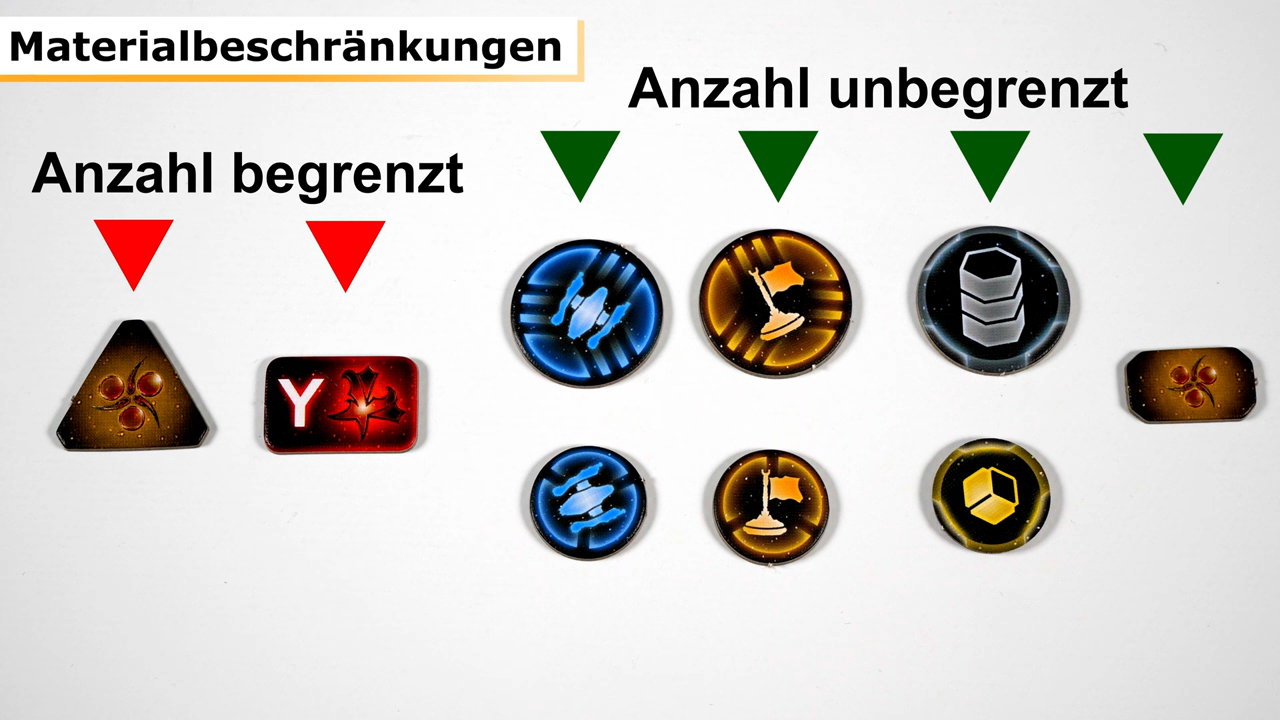 Materialbeschränkungen
Anzahl unbegrenzt
Anzahl begrenzt
Y